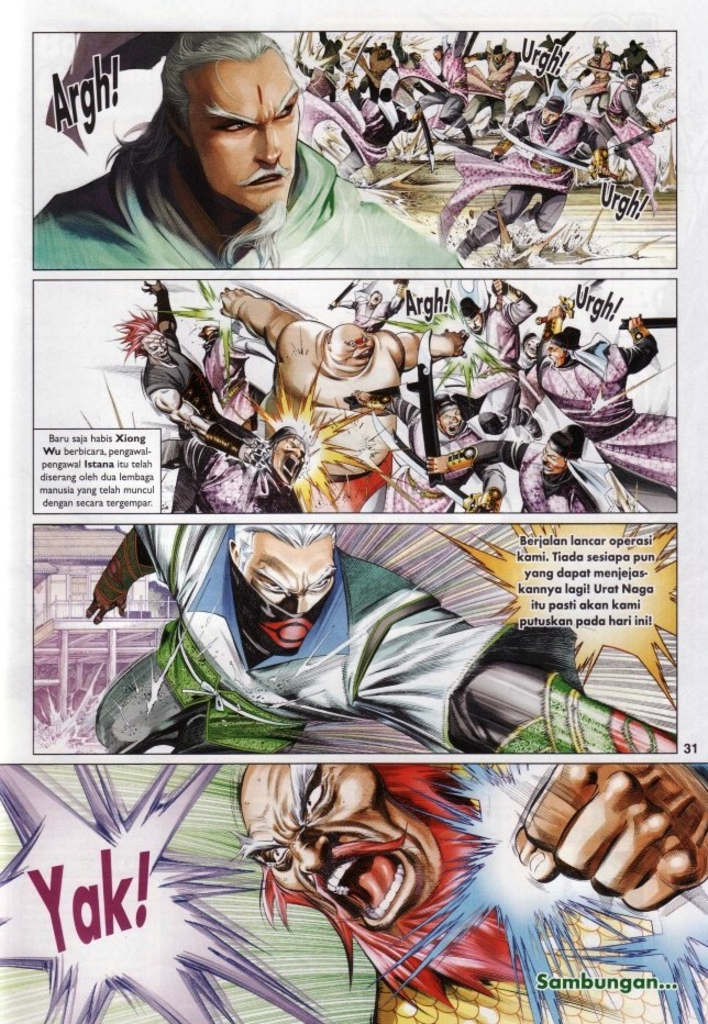 Argh!
Urgh!
Urgh!
Argh!
Urgh!
Baru saja habis Xiong
Wu berbicara, pengawal-
pengawal Istana itu telah
diserang oleh dua lembaga
manusia yang telah muncul
dengan secara tergempar.
Berjalan lancar operasi
kami. Tiada sesiapa pun
yang dapat menjejas-
kannya lagi! Urat Naga
itu pasti akan kami
putuskan pada hari ini!
31
Yak!
Sambungan...